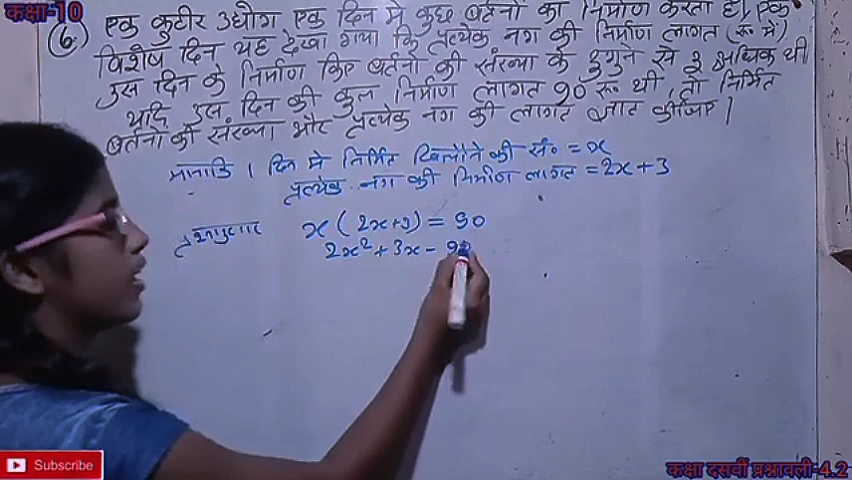 कक्षा-10
(6.) एक कुटीर उद्योग एक दिन में कुछ बर्तनों का निर्माण करता है। एक
विशेष दिन यह देखा गया कि प्रत्येक नग की निर्माण लागत (रू में)
उस दिन के निर्माण किए बर्तनों की संख्या के दुगुने से 3 अधिक थी
यदि उस दिन की कुल निर्माण लागत 90 रू थी, तो निर्मित
बर्तनों की संख्या और प्रत्येक नग की लागत ज्ञात कीजिए।
मानाकि 1 दिन में निर्मित खिलौने की सं० = x
प्रत्येक नग की निर्माण लागत = 2x + 3
x ( 2x+3) = 90
2x² + 3x - 90
Subscribe
कक्षा दसवीं प्रश्नावली-4.2